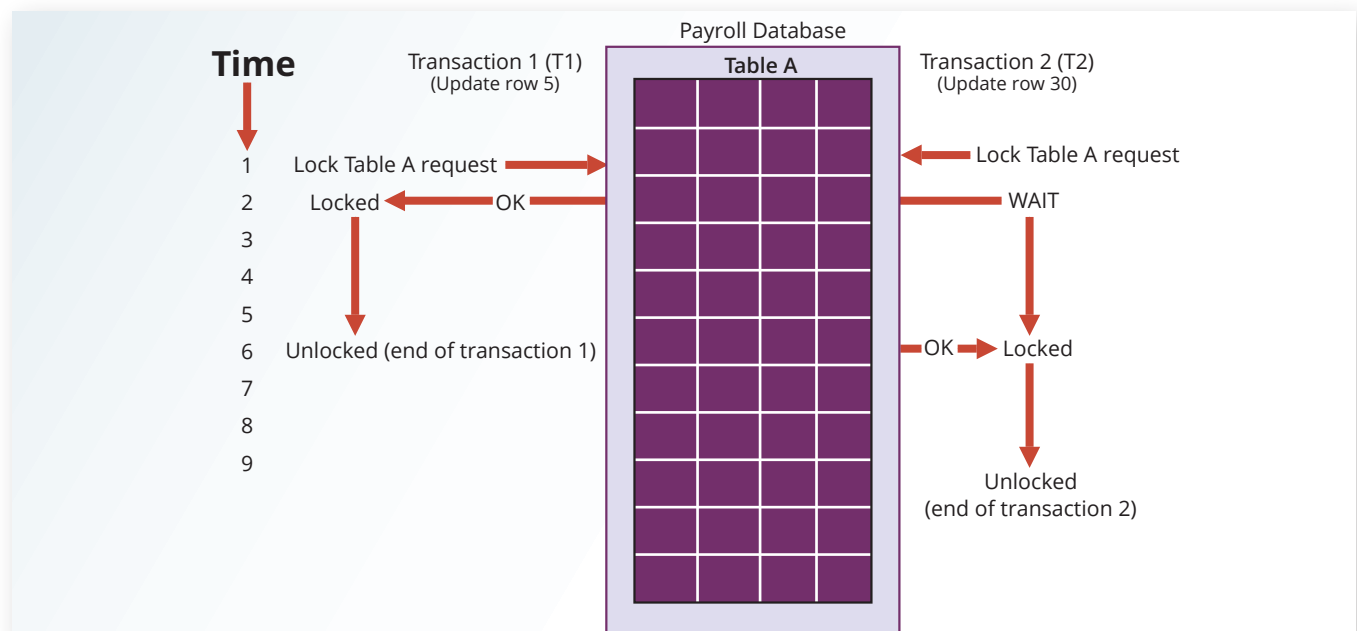 Payroll Database
Time
Transaction 1 (T1)
(Update row 5)
Table A
Transaction 2 (T2)
(Update row 30)
1
Lock Table A request
Lock Table A request
2
Locked
OK
WAIT
3
4
5
6
Unlocked (end of transaction 1)
OK
Locked
7
8
9
Unlocked
(end of transaction 2)